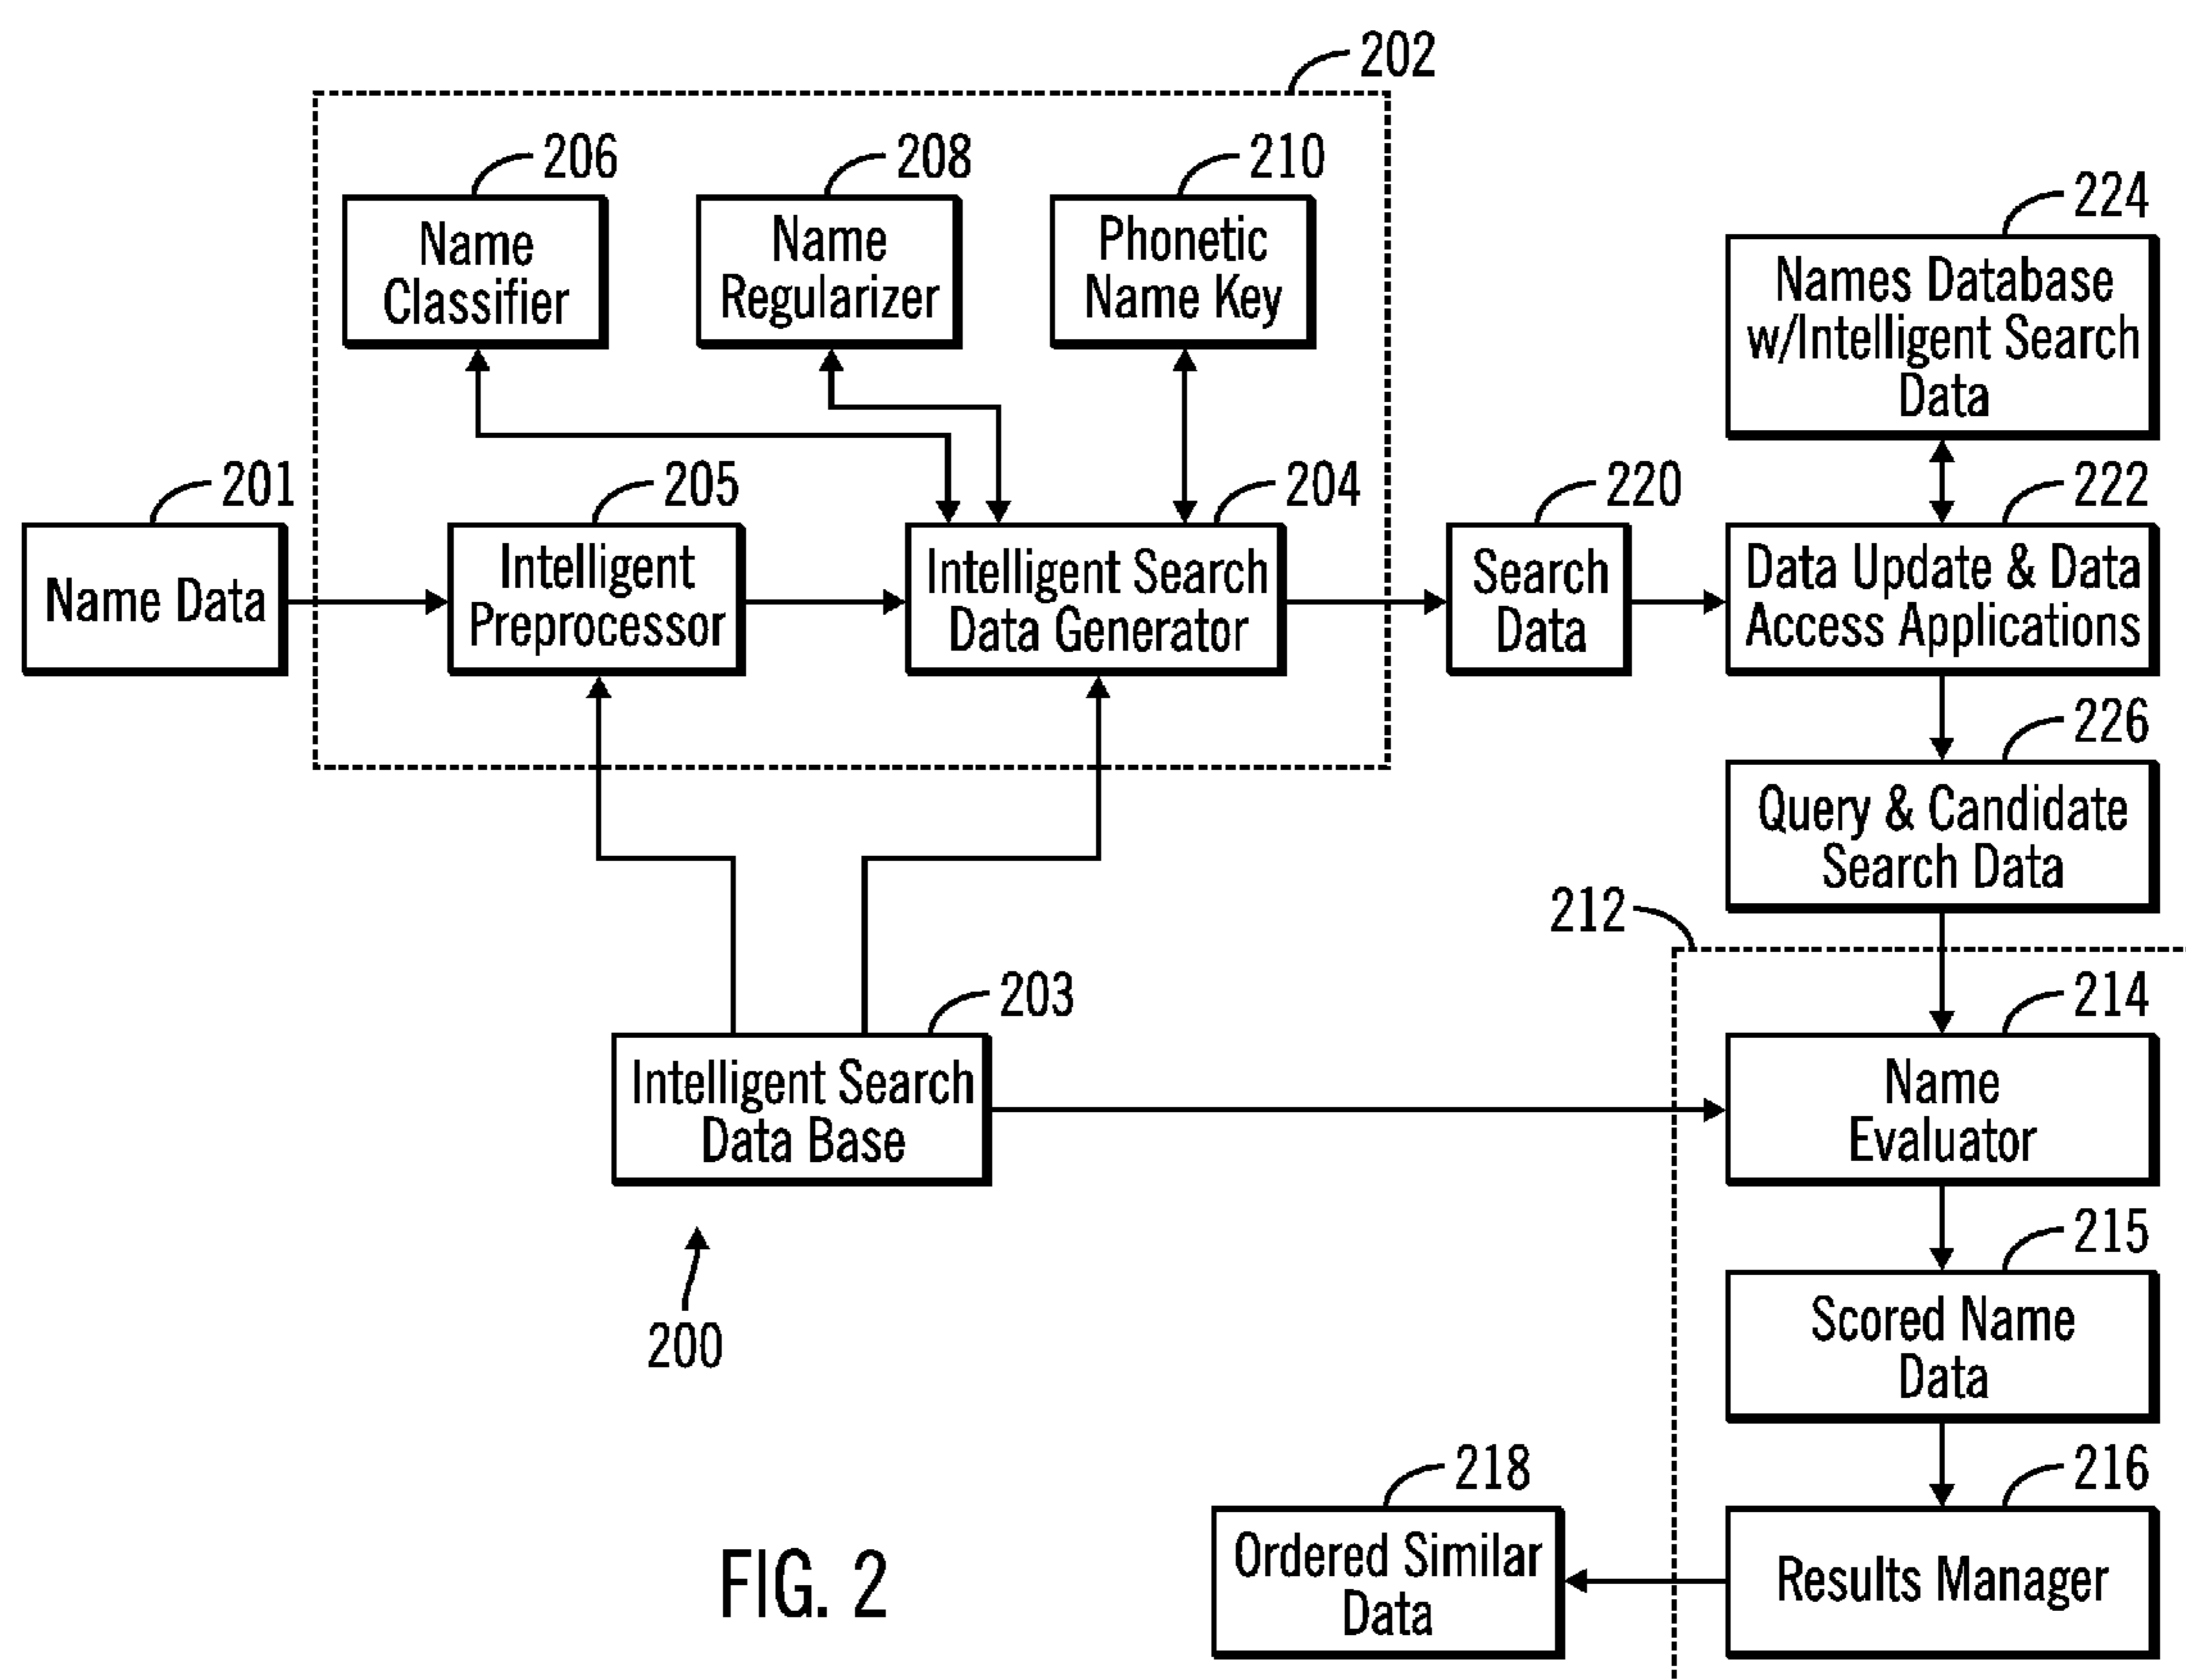 202
206
208
210
Name
Classifier
Name
Regularizer
Phonetic
Name Key
224
Names Database
w/Intelligent Search
Data
201
205
204
220
222
Name Data
Intelligent
Preprocessor
Intelligent Search
Data Generator
Search
Data
Data Update & Data
Access Applications
226
Query & Candidate
Search Data
212
203
214
Intelligent Search
Data Base
Name
Evaluator
200
215
Scored Name
Data
218
216
Ordered Similar
Data
Results Manager
FIG. 2